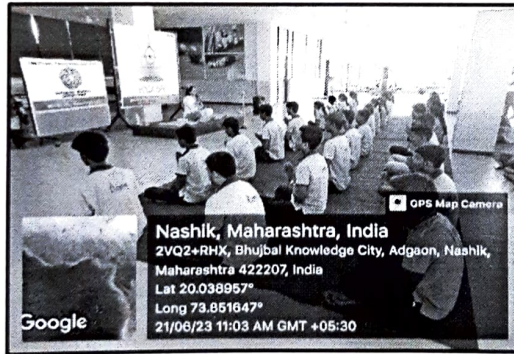 GPS Map Camera
Nashik, Maharashtra, India
2VQ2+RHX, Bhujbal Knowledge City, Adgaon, Nashik,
Maharashtra 422207, India
Lat 20.038957°
Long 73.851647°
21/06/23 11:03 AM GMT +05:30
Google